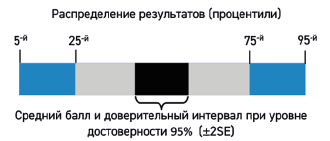 Распределение результатов (процентили)
5-й 25-й 75-й 95-й
Средний балл и доверительный интервал при уровне
достоверности 95% (±2SE)